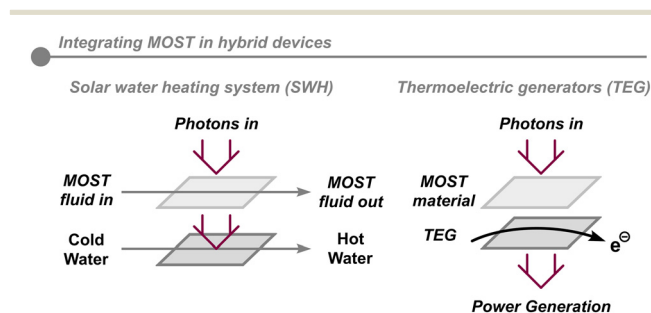 Integrating MOST in hybrid devices
Solar water heating system (SWH)
Photons in
MOST
fluid in
MOST
fluid out
Cold
Water
Hot
Water
Thermoelectric generators (TEG)
Photons in
MOST
material
TEG
e⊖
Power Generation